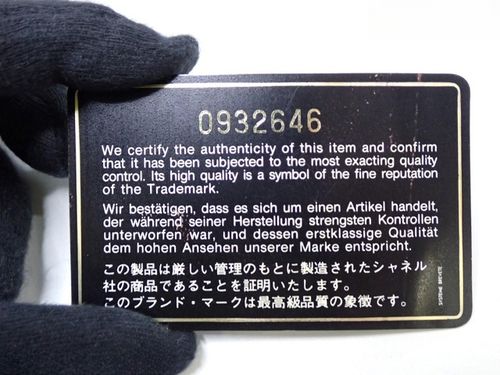 0932646
We certify the authenticity of this item and confirm
that it has been subjected to the most exacting quality
control. Its high quality is a symbol of the fine reputation
of the Trademark.
Wir bestätigen, dass es sich um einen Artikel handelt,
der während seiner Herstellung strengsten Kontrollen
unterworfen war, und dessen erstklassige Qualität
dem hohen Ansehen unserer Marke entspricht.
この製品は厳しい管理のもとに製造されたシャネル
社の商品であることを証明いたします。
このブランド・マークは最高級品質の象徴です。
SYSTEME BREVETE